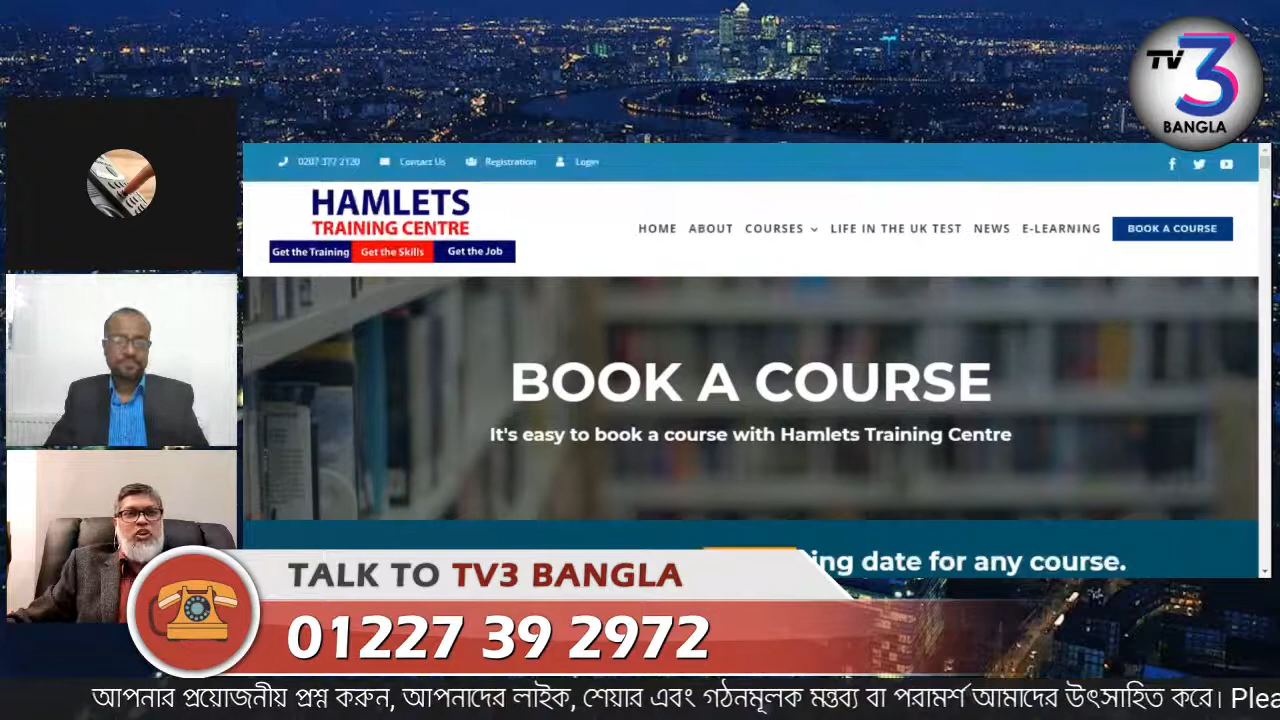 TV3
BANGLA
0207 377 2120 Contact Us Registration Login
HAMLETS
TRAINING CENTRE
Get the Training Get the Skills Get the Job
HOME ABOUT COURSES LIFE IN THE UK TEST NEWS E-LEARNING BOOK A COURSE
BOOK A COURSE
It's easy to book a course with Hamlets Training Centre
date for any course.
TALK TO TV3 BANGLA
01227 39 2972
আপনার প্রয়োজনীয় প্রশ্ন করুন, আপনাদের লাইক, শেয়ার এবং গঠনমূলক মন্তব্য বা পরামর্শ আমাদের উৎসাহিত করে।